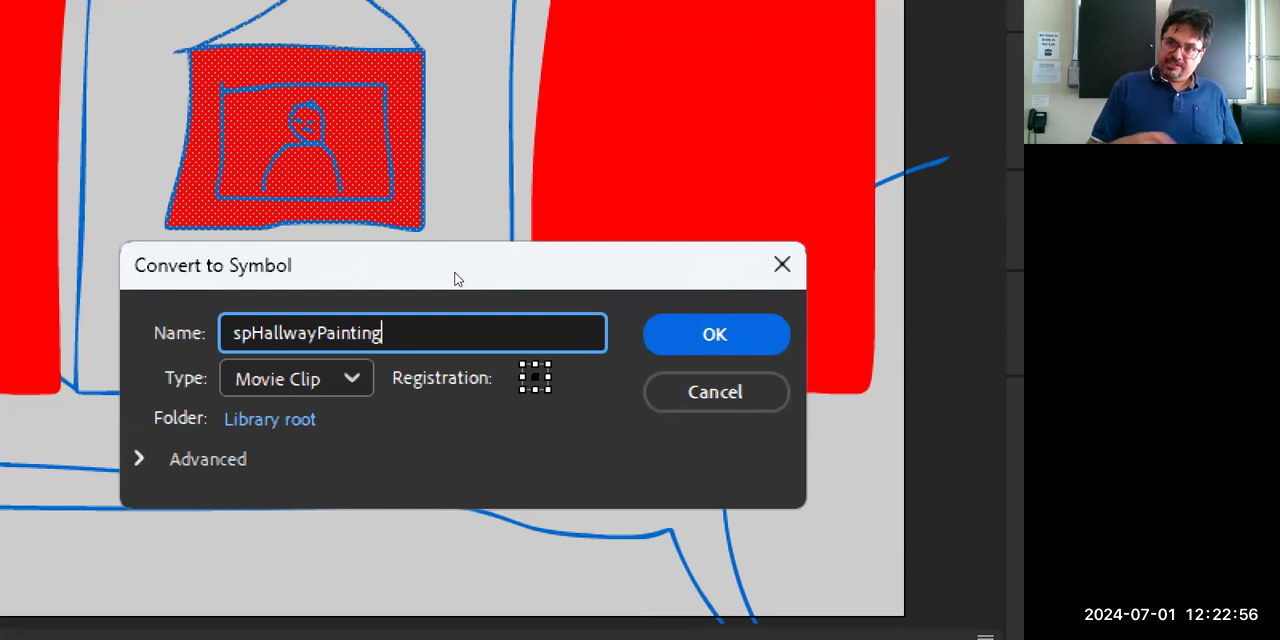 Convert to Symbol
Name: spHallwayPainting
OK
Type: Movie Clip
Registration:
Cancel
Folder: Library root
Advanced
2024-07-01 12:22:56